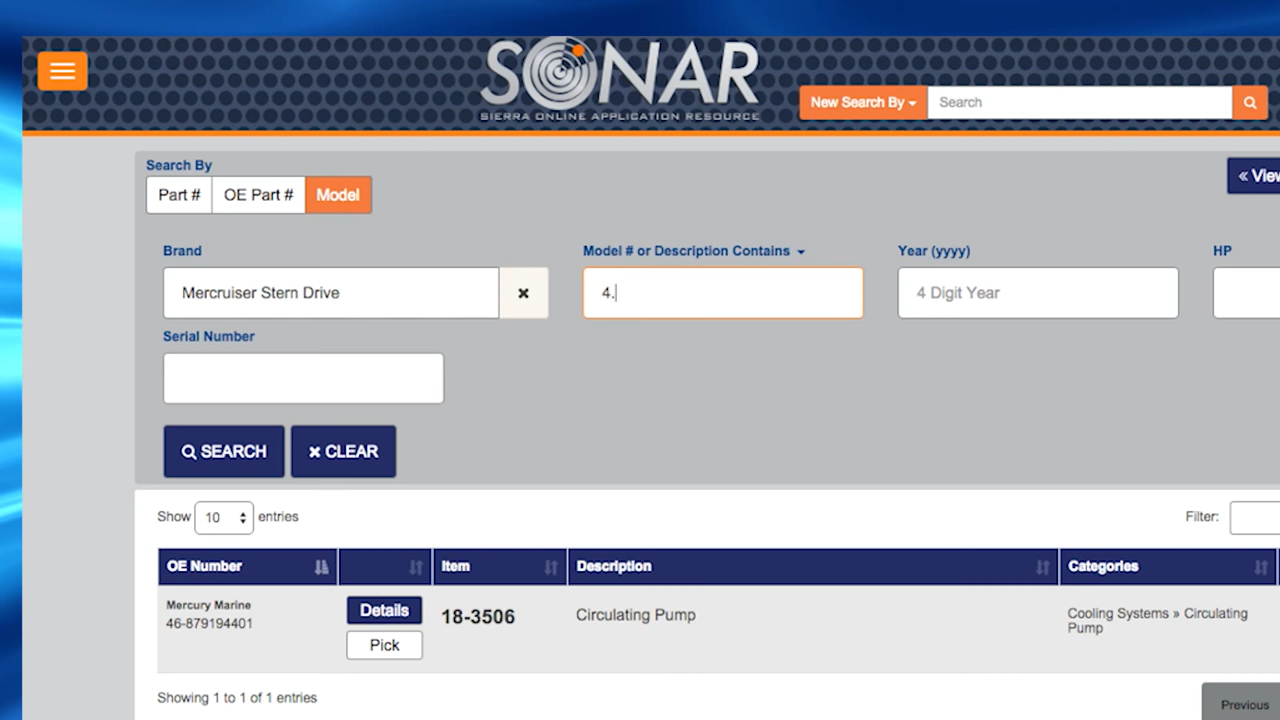 SONAR
SIERRA ONLINE APPLICATION RESOURCE
New Search By
Search
Search By
Part #
OE Part #
Model
« View
Brand
Model # or Description Contains
Year (yyyy)
HP
Mercruiser Stern Drive
4.
4 Digit Year
Serial Number
SEARCH
CLEAR
Show 10 entries
Filter:
OE Number
Item
Description
Categories
Mercury Marine
46-879194401
Details
Pick
18-3506
Circulating Pump
Cooling Systems » Circulating
Pump
Showing 1 to 1 of 1 entries
Previous